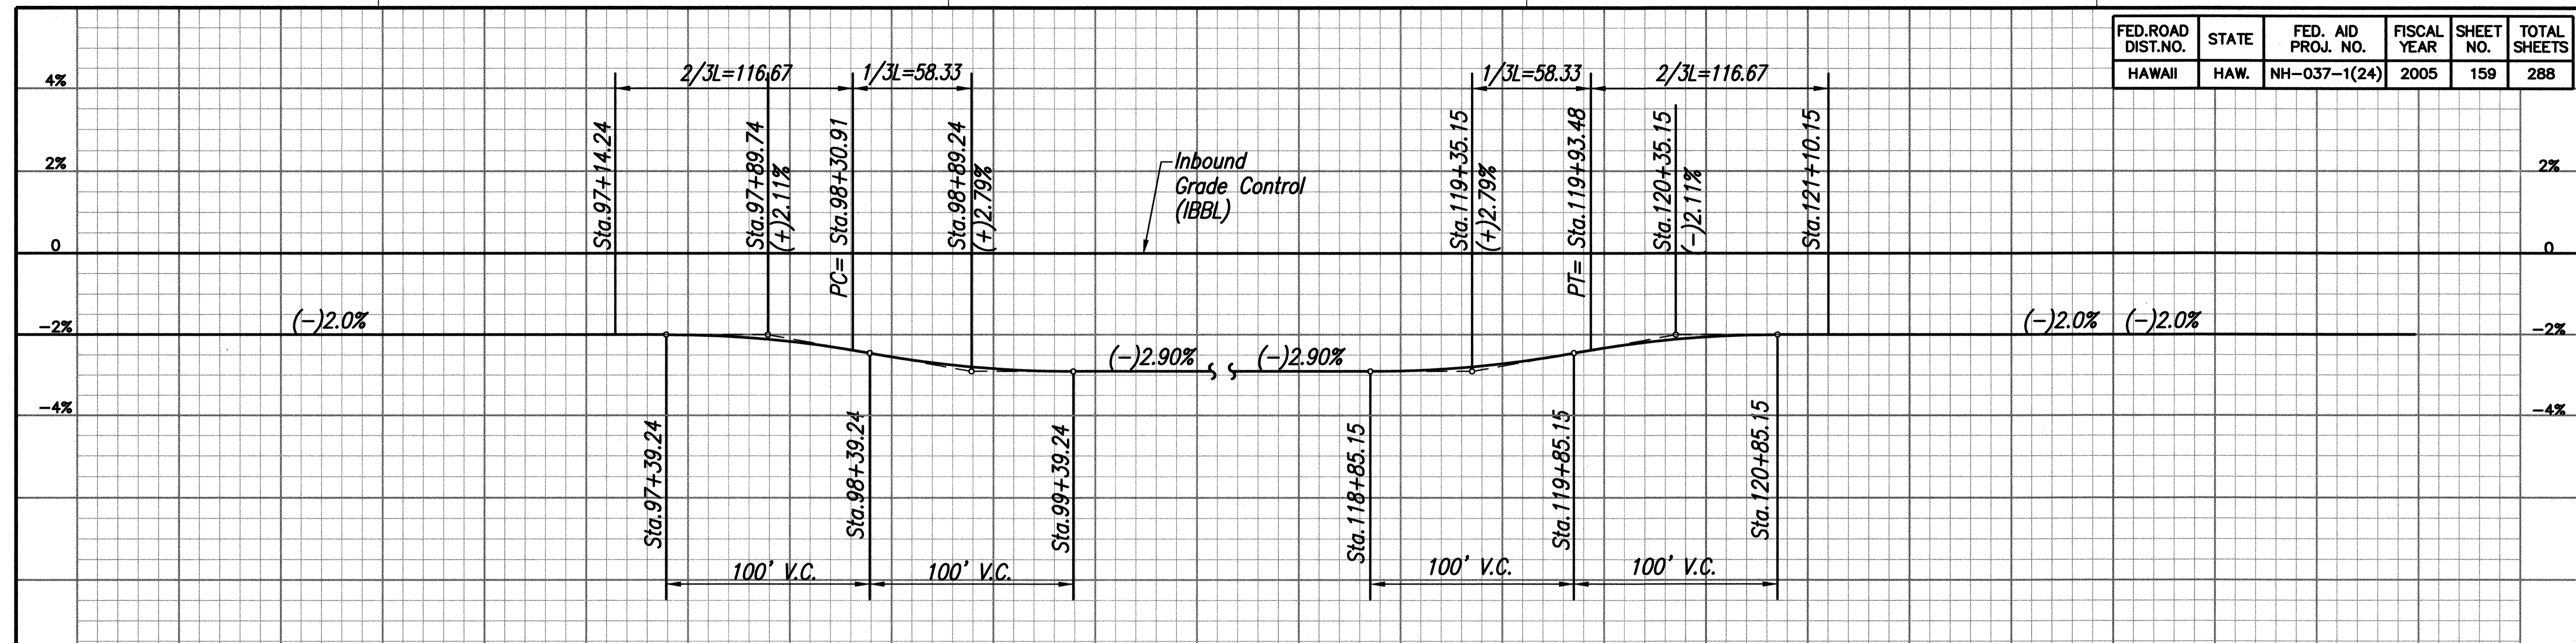 FED.ROAD DIST.NO. STATE FED. AID PROJ. NO. FISCAL YEAR SHEET NO. TOTAL SHEETS
HAWAII HAW. NH-037-1(24) 2005 159 288
2/3L=116.67
1/3L=58.33
1/3L=58.33
2/3L=116.67
4%
2%
0
-2%
-4%
2%
0
-2%
-4%
Sta.97+14.24
Sta.97+89.74
(+)2.11%
PC= Sta.98+30.91
Sta.98+89.24
(+)2.79%
Inbound
Grade Control
(IBBL)
Sta.119+35.15
(+)2.79%
PT= Sta.119+93.48
Sta.120+35.15
(-)2.11%
Sta.121+10.15
(-)2.0%
(-)2.90%
(-)2.90%
(-)2.0%
(-)2.0%
Sta.97+39.24
Sta.98+39.24
Sta.99+39.24
Sta.118+85.15
Sta.119+85.15
Sta.120+85.15
100' V.C.
100' V.C.
100' V.C.
100' V.C.